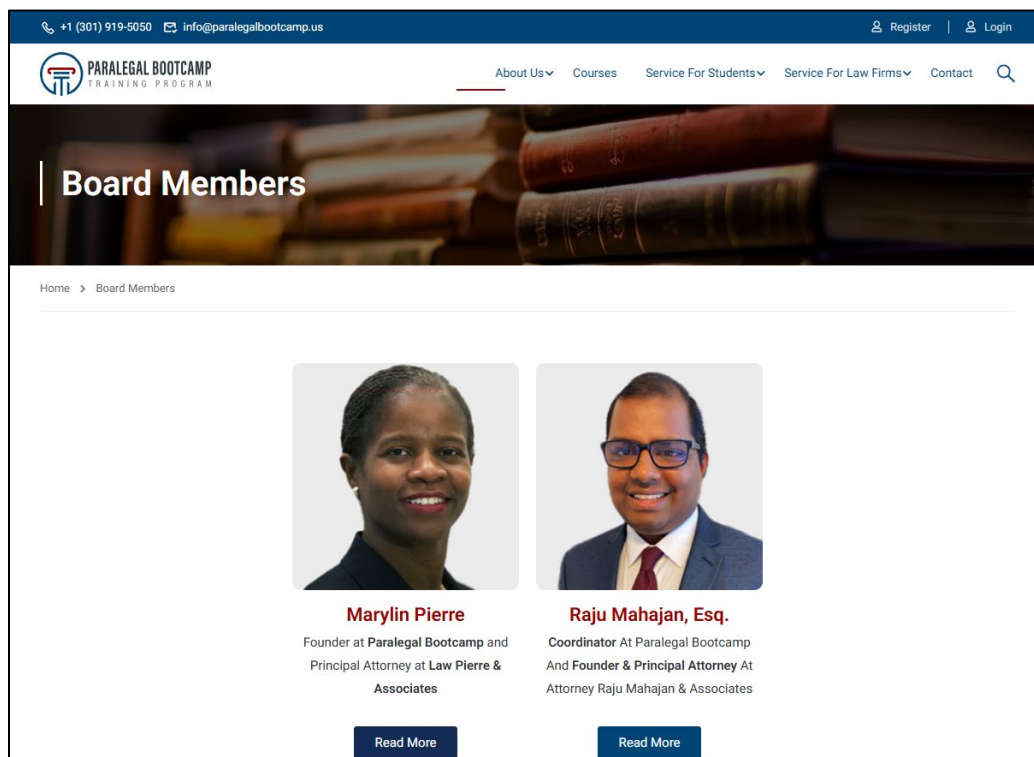 +1 (301) 919-5050 info@paralegalbootcamp.us Register | Login
PARALEGAL BOOTCAMP
TRAINING PROGRAM
About Us Courses Service For Students Service For Law Firms Contact
Board Members
Home > Board Members
Marylin Pierre
Founder at Paralegal Bootcamp and
Principal Attorney at Law Pierre &
Associates
Read More
Raju Mahajan, Esq.
Coordinator At Paralegal Bootcamp
And Founder & Principal Attorney At
Attorney Raju Mahajan & Associates
Read More